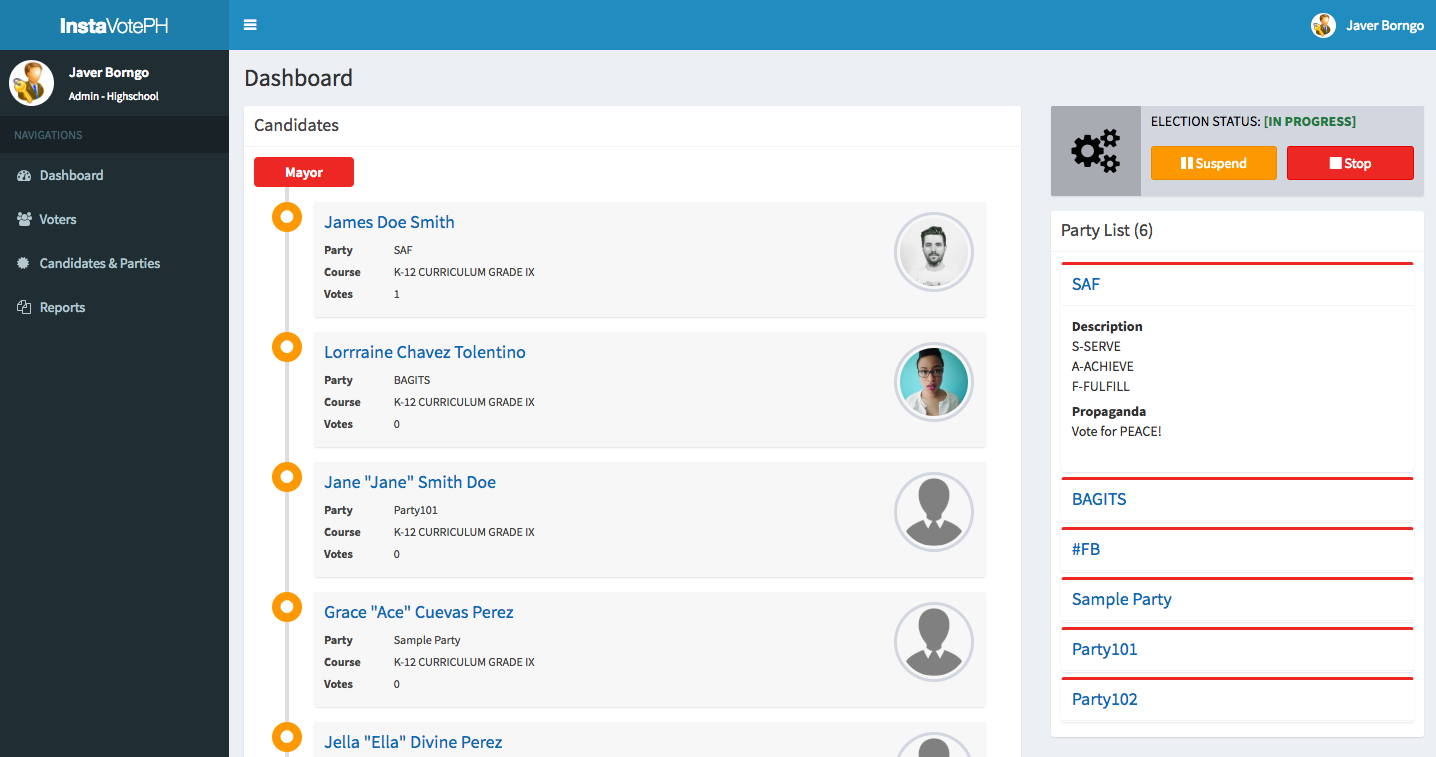 InstaVotePH
Javer Borngo
Javer Borngo
Admin - Highschool
NAVIGATIONS
Dashboard
Voters
Candidates & Parties
Reports
Dashboard
Candidates
Mayor
James Doe Smith
Party SAF
Course K-12 CURRICULUM GRADE IX
Votes 1
Lorrraine Chavez Tolentino
Party BAGITS
Course K-12 CURRICULUM GRADE IX
Votes 0
Jane "Jane" Smith Doe
Party Party101
Course K-12 CURRICULUM GRADE IX
Votes 0
Grace "Ace" Cuevas Perez
Party Sample Party
Course K-12 CURRICULUM GRADE IX
Votes 0
Jella "Ella" Divine Perez
ELECTION STATUS: [IN PROGRESS]
Suspend Stop
Party List (6)
SAF
Description
S-SERVE
A-ACHIEVE
F-FULFILL
Propaganda
Vote for PEACE!
BAGITS
#FB
Sample Party
Party101
Party102